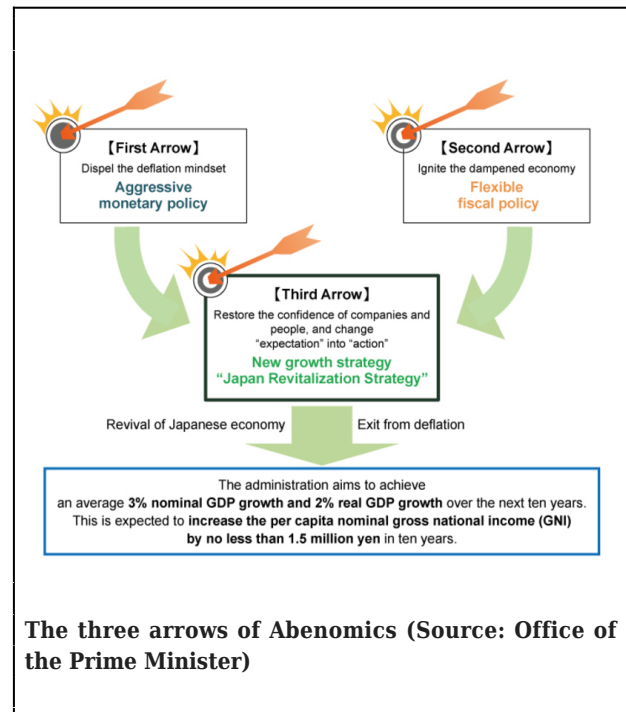 【First Arrow】
Dispel the deflation mindset
Aggressive
monetary policy
【Second Arrow】
Ignite the dampened economy
Flexible
fiscal policy
【Third Arrow】
Restore the confidence of companies and
people, and change
“expectation” into “action”
New growth strategy
“Japan Revitalization Strategy”
Revival of Japanese economy
Exit from deflation
The administration aims to achieve
an average 3% nominal GDP growth and 2% real GDP growth over the next ten years.
This is expected to increase the per capita nominal gross national income (GNI)
by no less than 1.5 million yen in ten years.
The three arrows of Abenomics (Source: Office of
the Prime Minister)